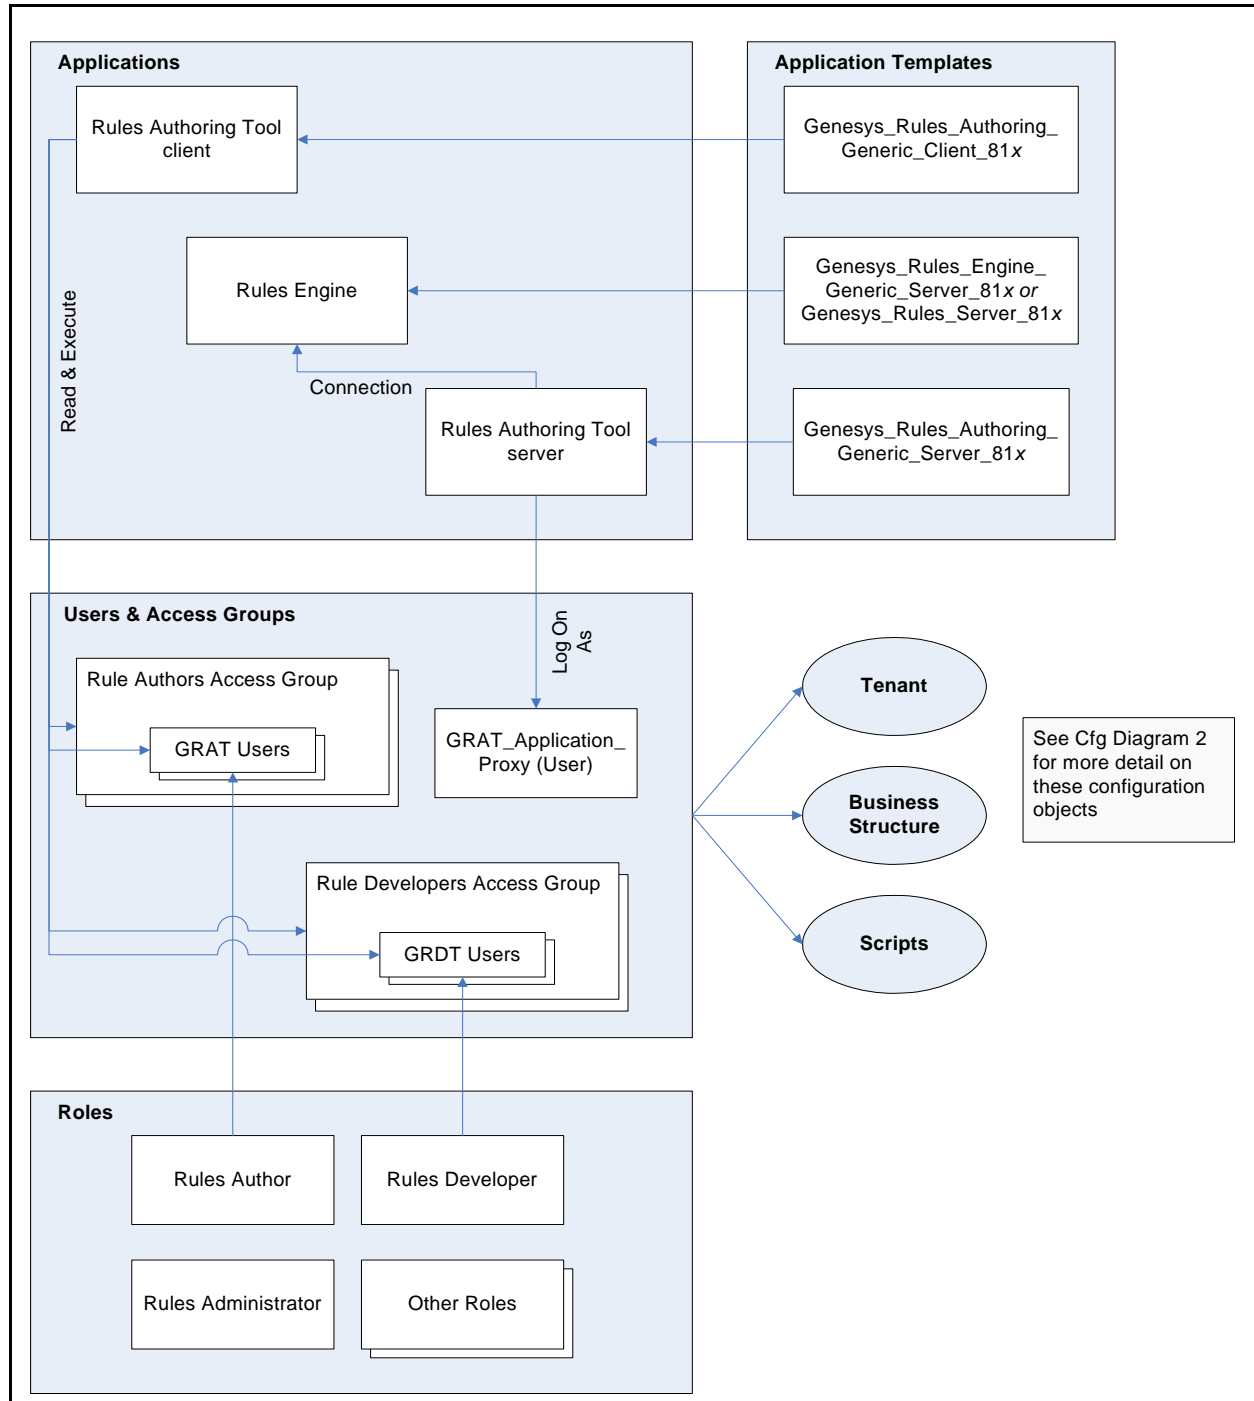 Applications
Rules Authoring Tool
client
Rules Engine
Connection
Rules Authoring Tool
server
Read & Execute
Application Templates
Genesys_Rules_Authoring_
Generic_Client_81x
Genesys_Rules_Engine_
Generic_Server_81x or
Genesys_Rules_Server_81x
Genesys_Rules_Authoring_
Generic_Server_81x
Users & Access Groups
Log On
As
Rule Authors Access Group
GRAT Users
GRAT_Application_
Proxy (User)
Rule Developers Access Group
GRDT Users
Tenant
Business
Structure
Scripts
See Cfg Diagram 2
for more detail on
these configuration
objects
Roles
Rules Author
Rules Developer
Rules Administrator
Other Roles